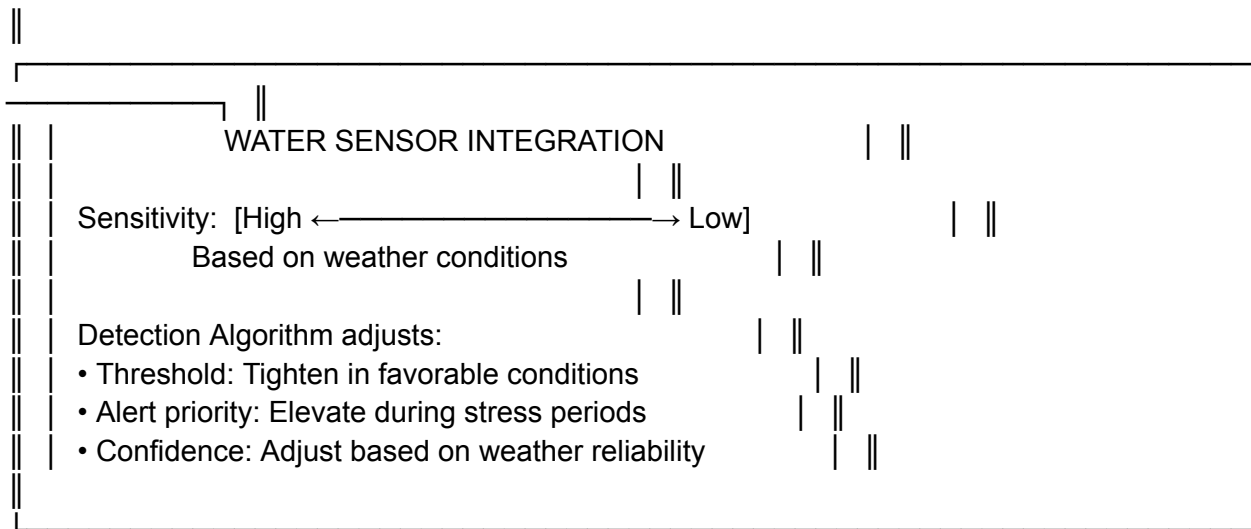 WATER SENSOR INTEGRATION
Sensitivity: [High ←───────────────→ Low]
Based on weather conditions
Detection Algorithm adjusts:
• Threshold: Tighten in favorable conditions
• Alert priority: Elevate during stress periods
• Confidence: Adjust based on weather reliability